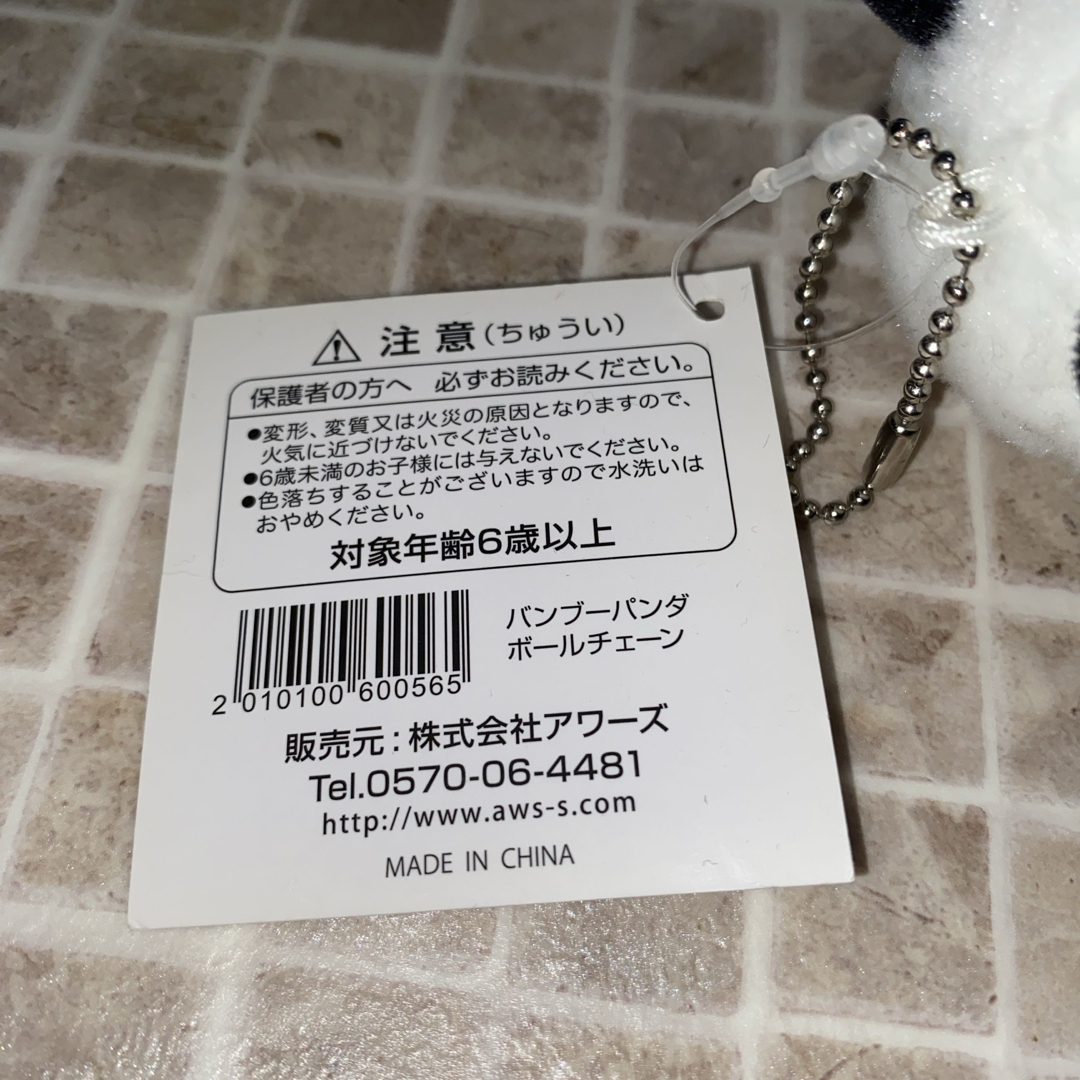 注意(ちゅうい)
保護者の方へ 必ずお読みください。
●変形、変質又は火災の原因となりますので、
火気に近づけないでください。
●6歳未満のお子様には与えないでください。
●色落ちすることがございますので水洗いは
おやめください。
対象年齢6歳以上
バンブーパンダ
ボールチェーン
2 010100 600565
販売元:株式会社アワーズ
Tel.0570-06-4481
http://www.aws-s.com
MADE IN CHINA